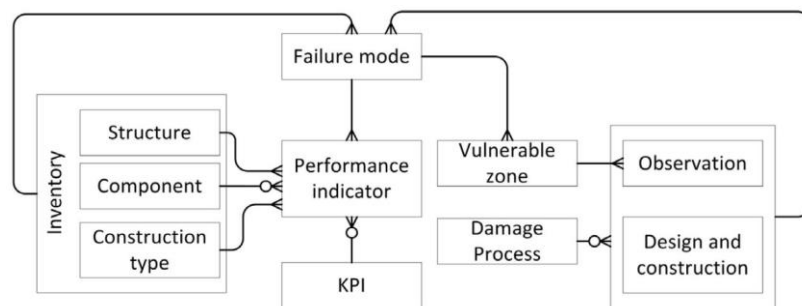 Failure mode
Inventory
Structure
Component
Construction
type
Performance
indicator
KPI
Vulnerable
zone
Damage
Process
Observation
Design and
construction